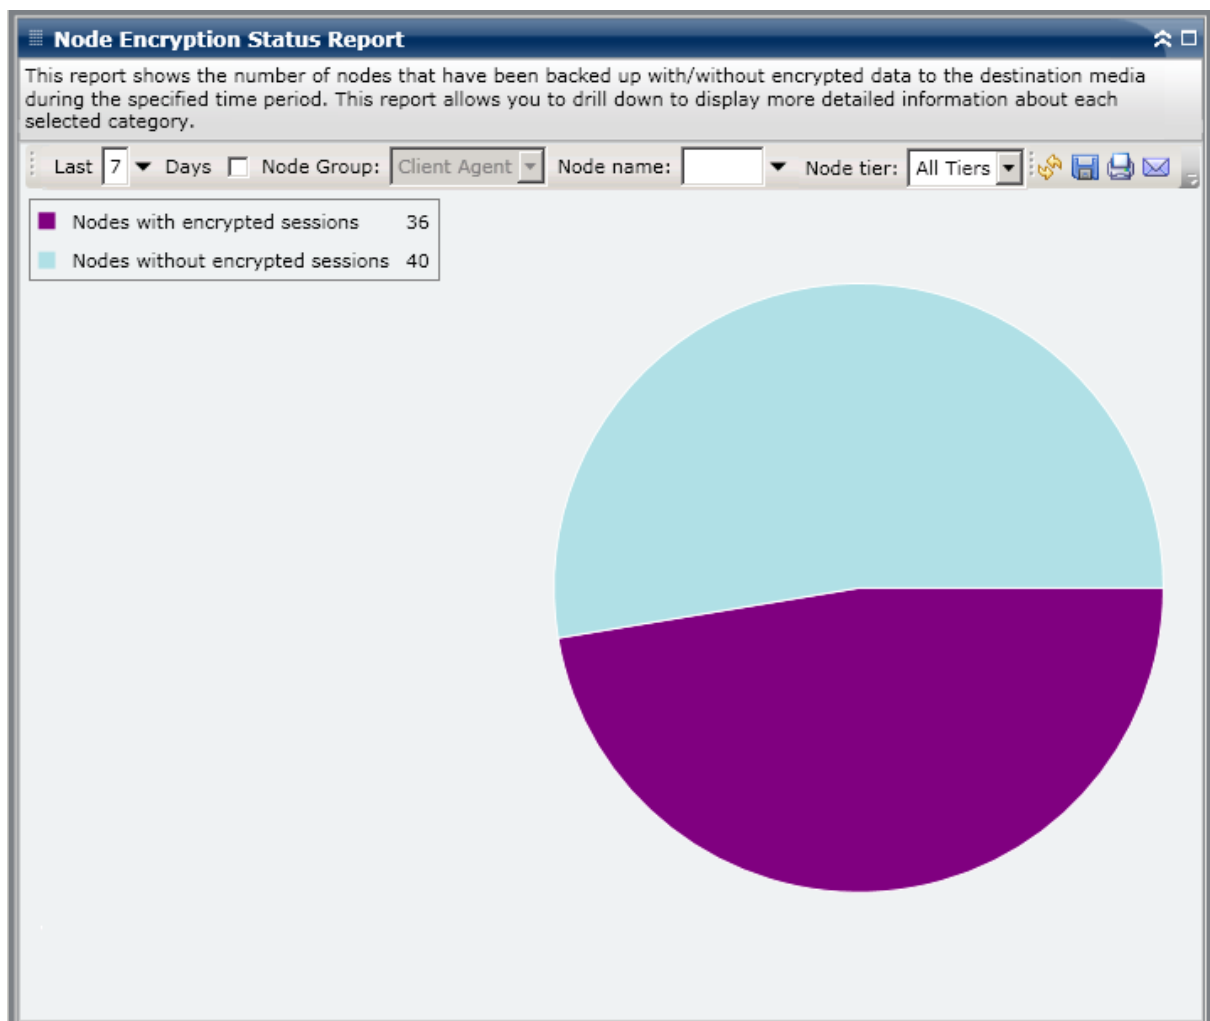 Node Encryption Status Report
This report shows the number of nodes that have been backed up with/without encrypted data to the destination media
during the specified time period. This report allows you to drill down to display more detailed information about each
selected category.
Last 7 Days Node Group: Client Agent Node name: Node tier: All Tiers
Nodes with encrypted sessions 36
Nodes without encrypted sessions 40